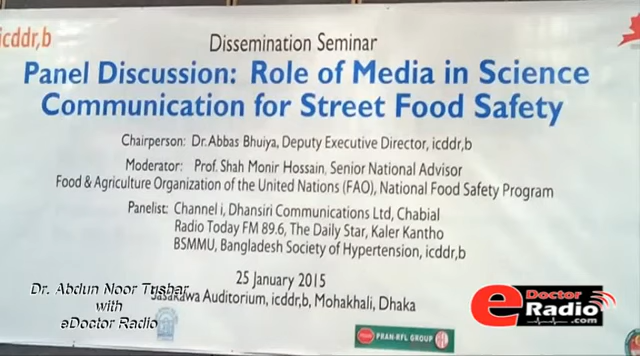 icddr,b
Dissemination Seminar
Panel Discussion: Role of Media in Science
Communication for Street Food Safety
Chairperson: Dr.Abbas Bhuiya, Deputy Executive Director, icddr,b
Moderator: Prof. Shah Monir Hossain, Senior National Advisor
Food & Agriculture Organization of the United Nations (FAO), National Food Safety Program
Panelist: Channel i, Dhansiri Communications Ltd, Chabial
Radio Today FM 89.6, The Daily Star, Kaler Kantho
BSMMU, Bangladesh Society of Hypertension, icddr,b
25 January 2015
Sasakawa Auditorium, icddr,b, Mohakhali, Dhaka
Dr. Abdun Noor Tushar
with
eDoctor Radio
e Doctor
Radio
.com
PRAN-RFL GROUP